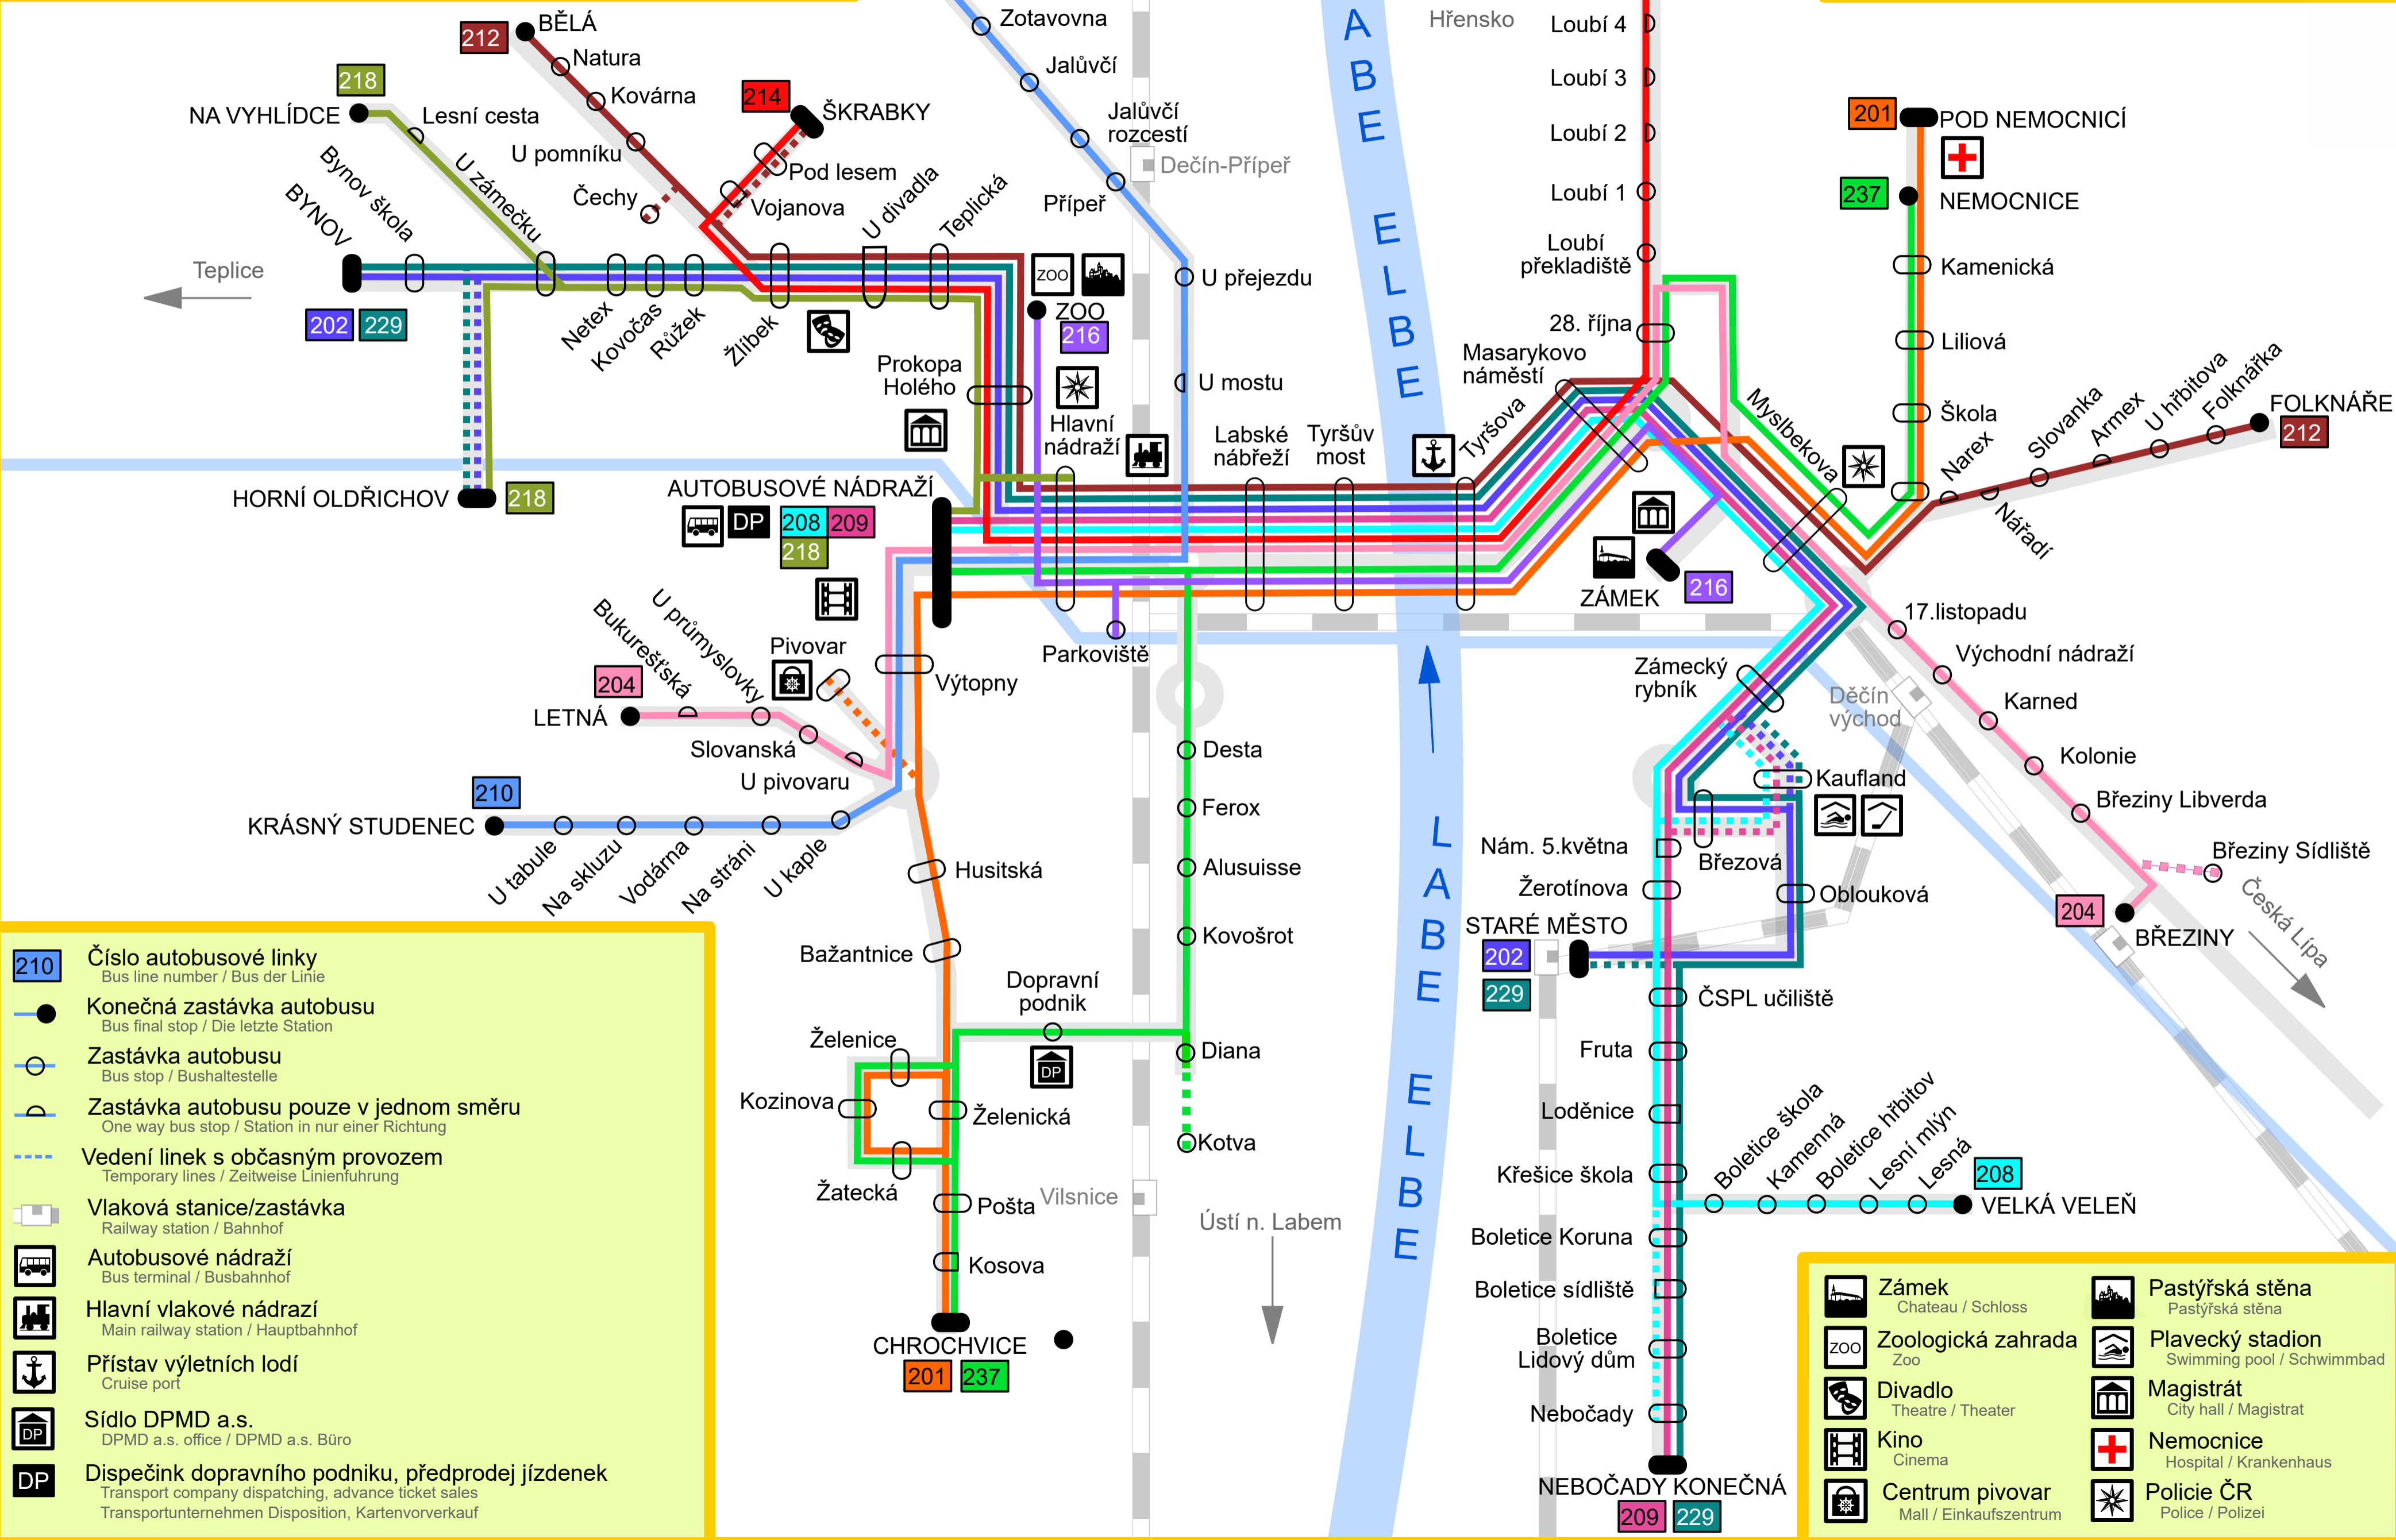 212
BĚLÁ
Natura
218
Kovárna
NA VYHLÍDCE
Lesní cesta
U pomníku
214
ŠKRABKY
Bynov škola
U zámečku
Čechy
Pod lesem
Vojanova
BYNOV
U divadla
Teplická
Teplice
202
229
Netex
Kovočas
Růžek
Žlíbek
HORNÍ OLDŘICHOV
218
Zotavovna
Jalůvčí
Jalůvčí
rozcestí
Děčín-Přípeř
Přípeř
U přejezdu
ZOO
ZOO
216
U mostu
Prokopa
Holého
Hlavní
nádraží
AUTOBUSOVÉ NÁDRAŽÍ
DP
208
209
218
Labské
nábřeží
Tyršův
most
Tyršova
ABE ELBE
LABE ELBE
Hřensko
Loubí 4
Loubí 3
Loubí 2
Loubí 1
Loubí
překladiště
28. října
Masarykovo
náměstí
201
POD NEMOCNICÍ
237
NEMOCNICE
Kamenická
Liliová
Škola
Myslbekova
Narex
Nářadí
Slovanka
Armex
U hřbitova
Folknářka
FOLKNÁŘE
212
ZÁMEK
216
Parkoviště
Výtopny
Pivovar
204
LETNÁ
Bukurešťská
U průmyslovky
Slovanská
U pivovaru
210
KRÁSNÝ STUDENEC
U tabule
Na skluzu
Vodárna
Na stráni
U kaple
Husitská
Bažantnice
Želenice
Kozinova
Želenická
Žatecká
Pošta
Kosova
CHROCHVICE
201
237
Dopravní
podnik
DP
Desta
Ferox
Alusuisse
Kovošrot
Diana
Kotva
Vilsnice
Ústí n. Labem
Zámecký
rybník
Děčín
východ
17.listopadu
Východní nádraží
Karned
Kolonie
Březiny Libverda
Březiny Sídliště
204
BŘEZINY
Česká Lípa
Kaufland
Nám. 5.května
Březová
Žerotínova
Oblouková
STARÉ MĚSTO
202
229
ČSPL učiliště
Fruta
Loděnice
Křešice škola
Boletice škola
Kamenná
Boletice hřbitov
Lesní mlýn
Lesná
208
VELKÁ VELEŇ
Boletice Koruna
Boletice sídliště
Boletice
Lidový dům
Nebočady
NEBOČADY KONEČNÁ
209
229
210
Číslo autobusové linky
Bus line number / Bus der Linie
Konečná zastávka autobusu
Bus final stop / Die letzte Station
Zastávka autobusu
Bus stop / Bushaltestelle
Zastávka autobusu pouze v jednom směru
One way bus stop / Station in nur einer Richtung
Vedení linek s občasným provozem
Temporary lines / Zeitweise Linienfuhrung
Vlaková stanice/zastávka
Railway station / Bahnhof
Autobusové nádraží
Bus terminal / Busbahnhof
Hlavní vlakové nádrazí
Main railway station / Hauptbahnhof
Přístav výletních lodí
Cruise port
DP
Sídlo DPMD a.s.
DPMD a.s. office / DPMD a.s. Büro
DP
Dispečink dopravního podniku, předprodej jízdenek
Transport company dispatching, advance ticket sales
Transportunternehmen Disposition, Kartenvorverkauf
Zámek
Chateau / Schloss
ZOO
Zoologická zahrada
Zoo
Divadlo
Theatre / Theater
Kino
Cinema
Centrum pivovar
Mall / Einkaufszentrum
Pastýřská stěna
Pastýřská stěna
Plavecký stadion
Swimming pool / Schwimmbad
Magistrát
City hall / Magistrat
Nemocnice
Hospital / Krankenhaus
Policie ČR
Police / Polizei